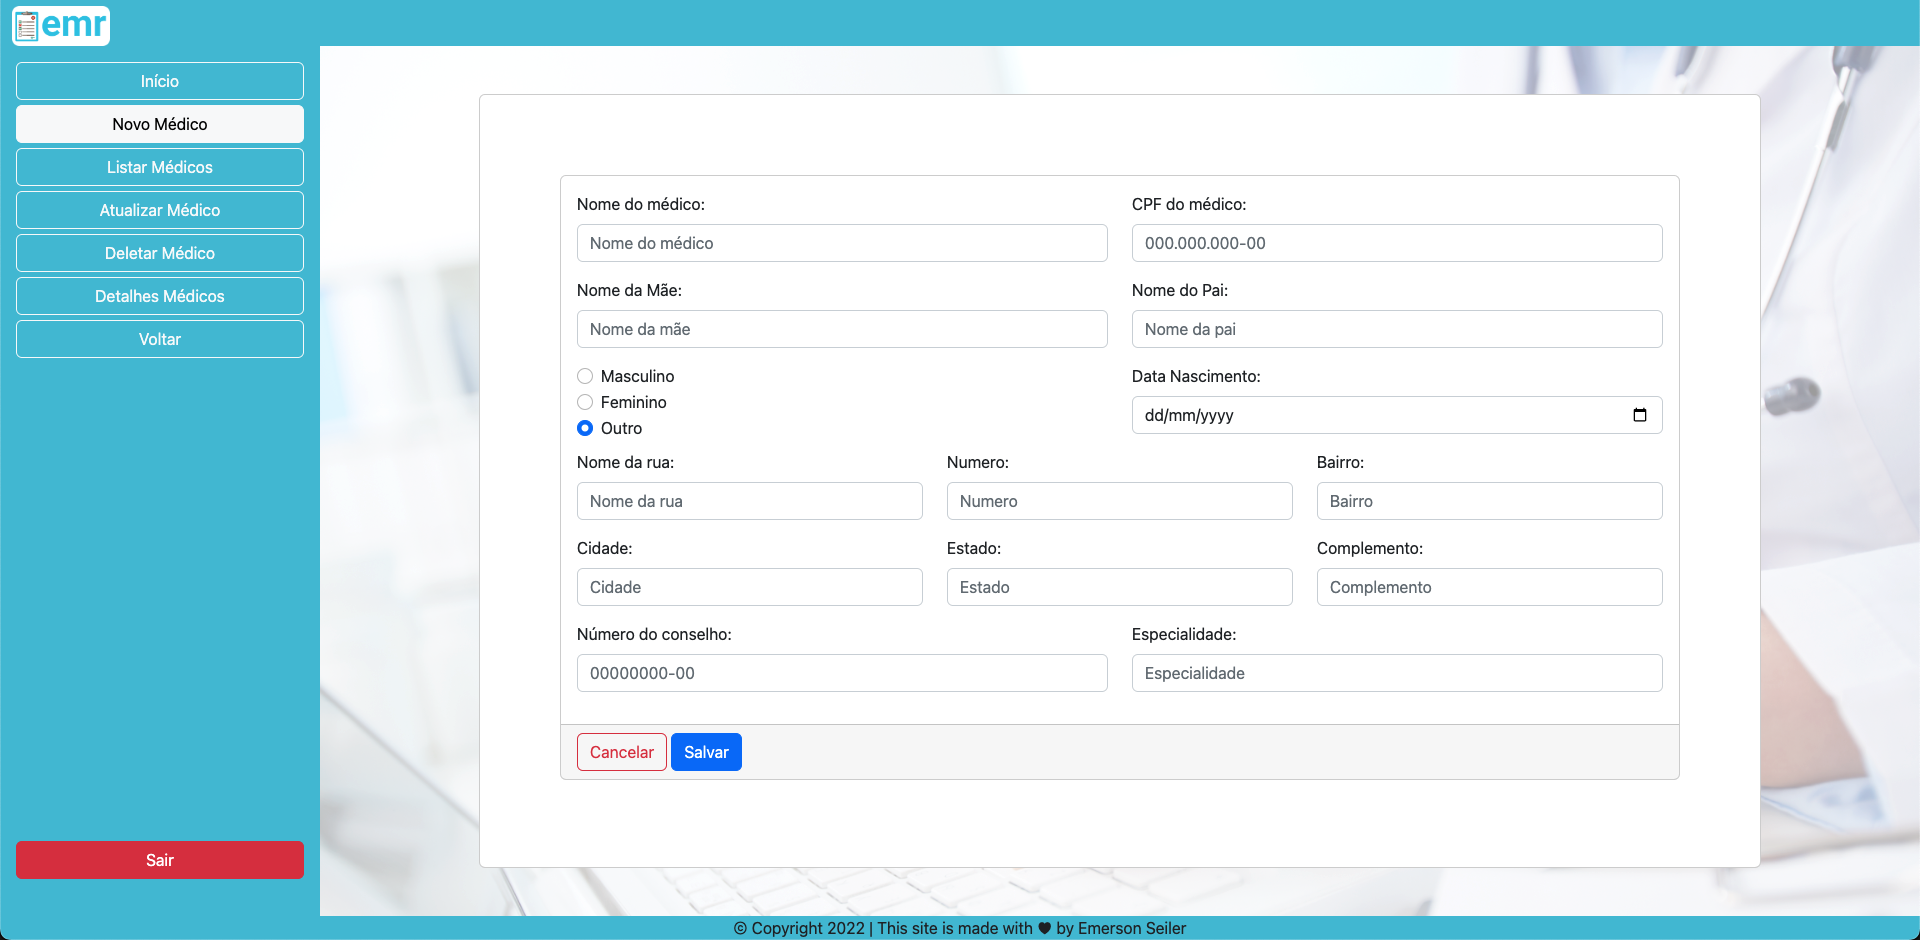 emr
Início
Novo Médico
Listar Médicos
Atualizar Médico
Deletar Médico
Detalhes Médicos
Voltar
Sair
Nome do médico: CPF do médico:
Nome do médico 000.000.000-00
Nome da Mãe: Nome do Pai:
Nome da mãe Nome da pai
Masculino Data Nascimento:
Feminino dd/mm/yyyy
Outro
Nome da rua: Numero: Bairro:
Nome da rua Numero Bairro
Cidade: Estado: Complemento:
Cidade Estado Complemento
Número do conselho: Especialidade:
00000000-00 Especialidade
Cancelar Salvar
© Copyright 2022 | This site is made with ♥ by Emerson Seiler